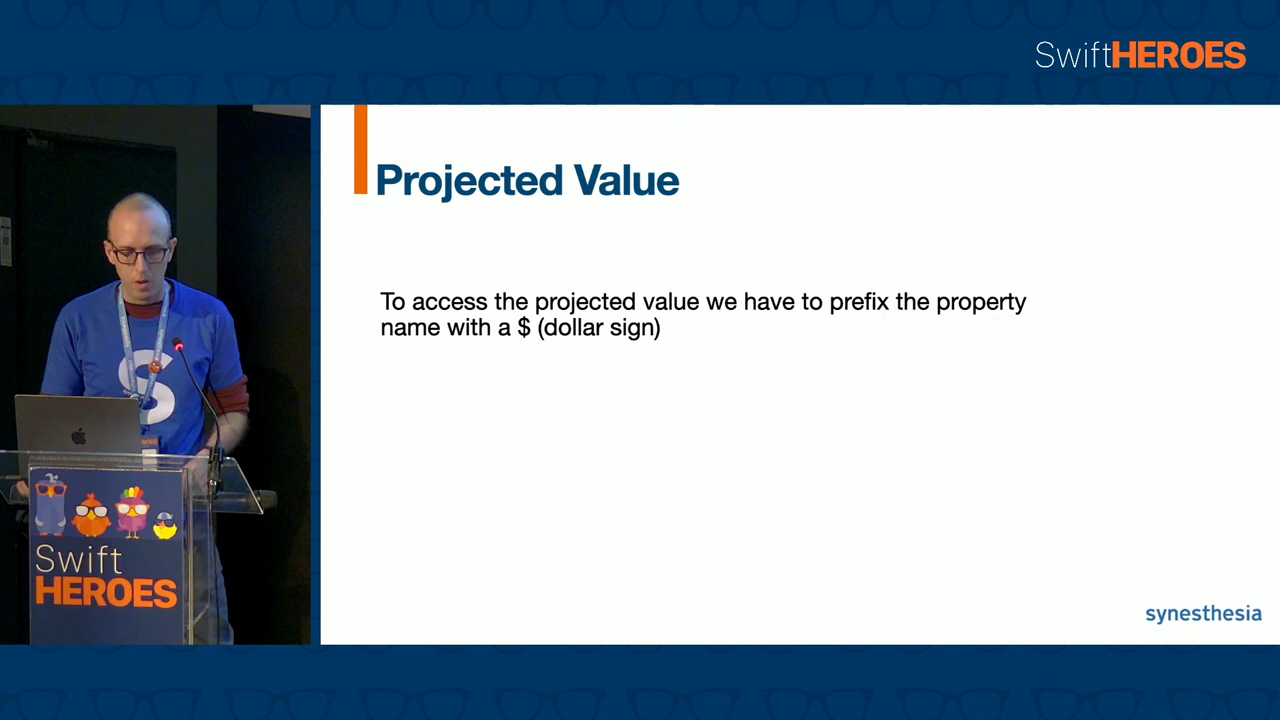 SwiftHEROES
Projected Value
To access the projected value we have to prefix the property
name with a $ (dollar sign)
S
Swift
HEROES
synesthesia